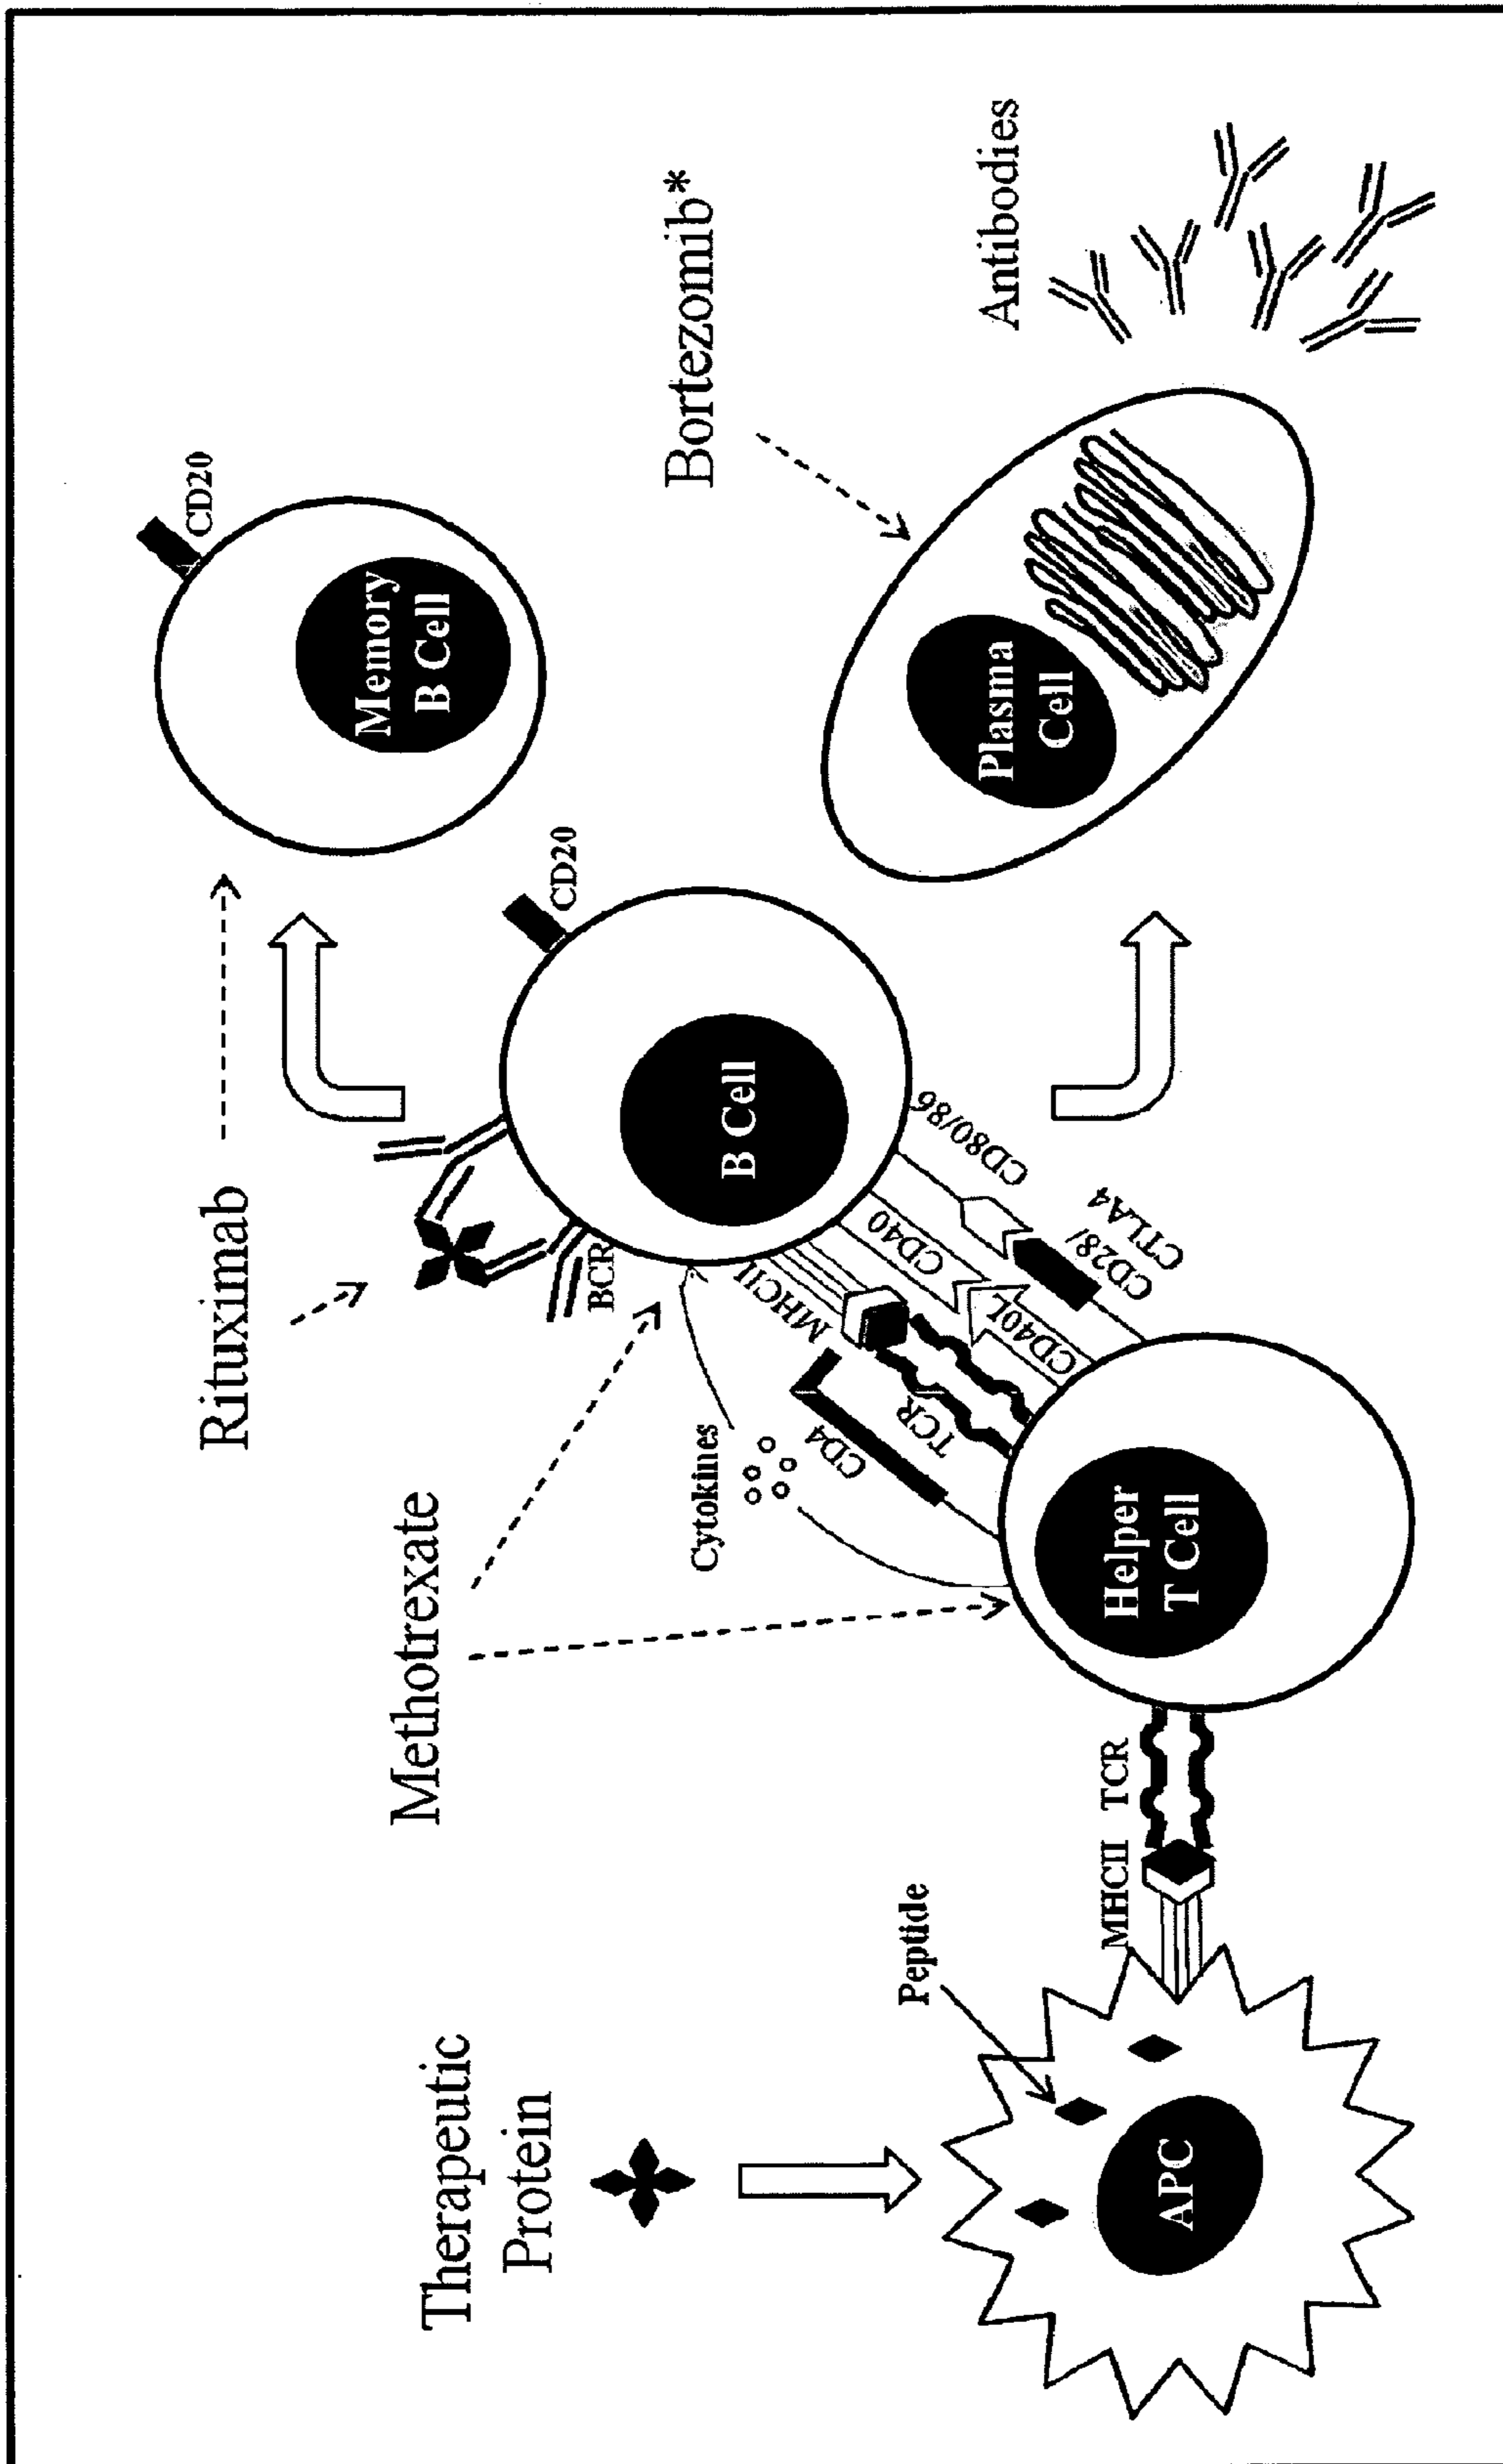 Therapeutic
Protein
APC
Peptide
MHCII TCR
Methotrexate
Helper
T Cell
Cytokines
CD4
TCR
MHCII
CD40L
CD40
CD28/
CTLA4
CD80/86
Rituximab
BCR
B Cell
CD20
Memory
B Cell
CD20
Bortezomib*
Plasma
Cell
Antibodies